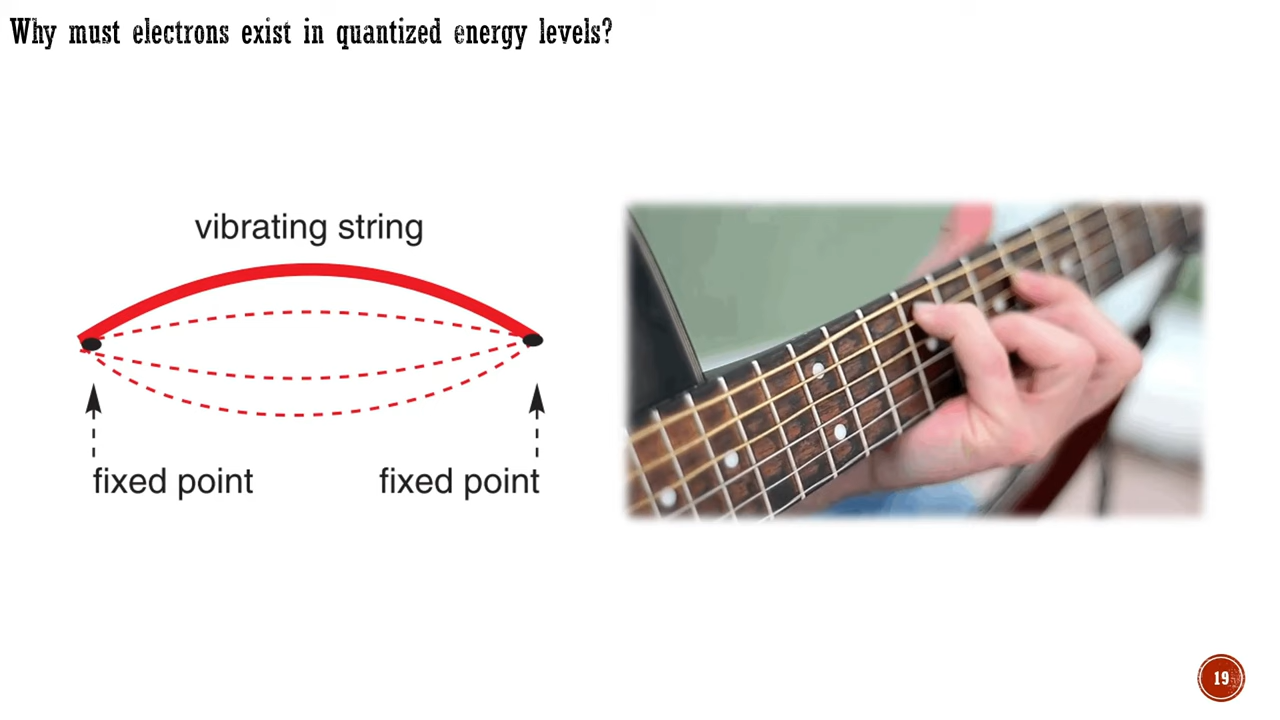 Why must electrons exist in quantized energy levels?
vibrating string
fixed point
fixed point
19